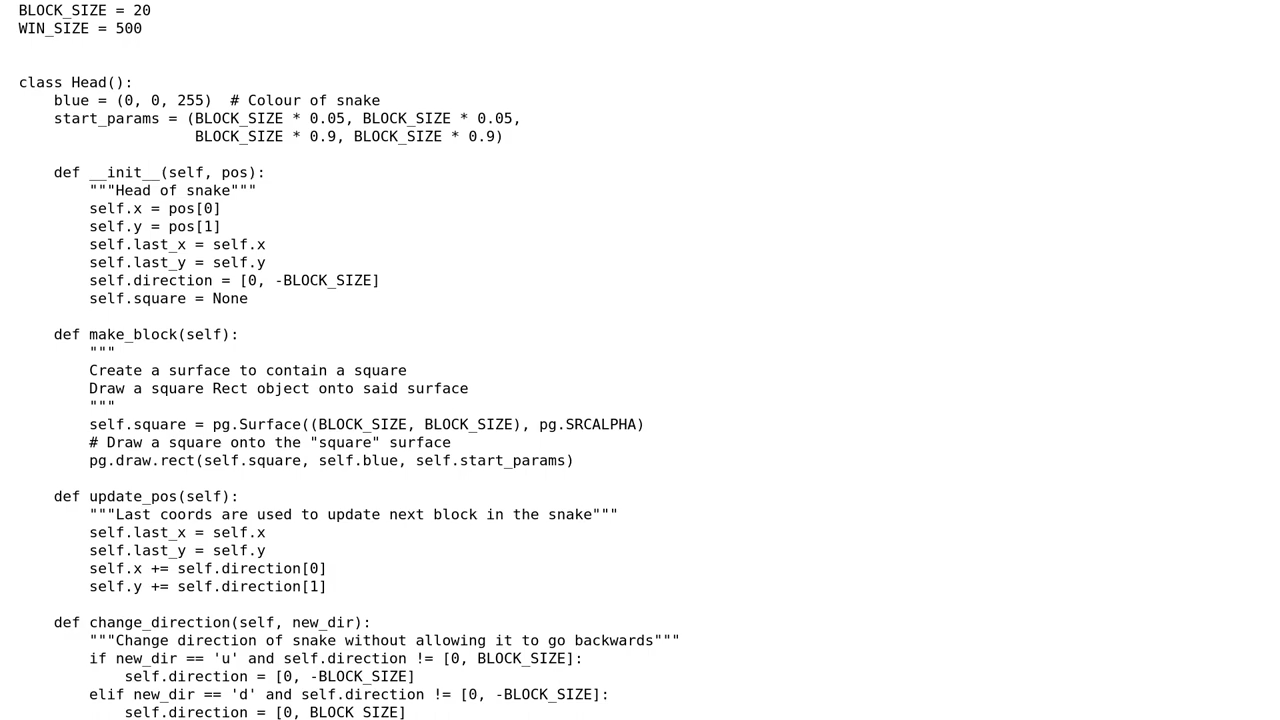 BLOCK_SIZE = 20
WIN_SIZE = 500
class Head():
    blue = (0, 0, 255)  # Colour of snake
    start_params = (BLOCK_SIZE * 0.05, BLOCK_SIZE * 0.05,
                    BLOCK_SIZE * 0.9, BLOCK_SIZE * 0.9)
    def __init__(self, pos):
        """Head of snake"""
        self.x = pos[0]
        self.y = pos[1]
        self.last_x = self.x
        self.last_y = self.y
        self.direction = [0, -BLOCK_SIZE]
        self.square = None
    def make_block(self):
        """
        Create a surface to contain a square
        Draw a square Rect object onto said surface
        """
        self.square = pg.Surface((BLOCK_SIZE, BLOCK_SIZE), pg.SRCALPHA)
        # Draw a square onto the "square" surface
        pg.draw.rect(self.square, self.blue, self.start_params)
    def update_pos(self):
        """Last coords are used to update next block in the snake"""
        self.last_x = self.x
        self.last_y = self.y
        self.x += self.direction[0]
        self.y += self.direction[1]
    def change_direction(self, new_dir):
        """Change direction of snake without allowing it to go backwards"""
        if new_dir == 'u' and self.direction != [0, BLOCK_SIZE]:
            self.direction = [0, -BLOCK_SIZE]
        elif new_dir == 'd' and self.direction != [0, -BLOCK_SIZE]:
            self.direction = [0, BLOCK_SIZE]